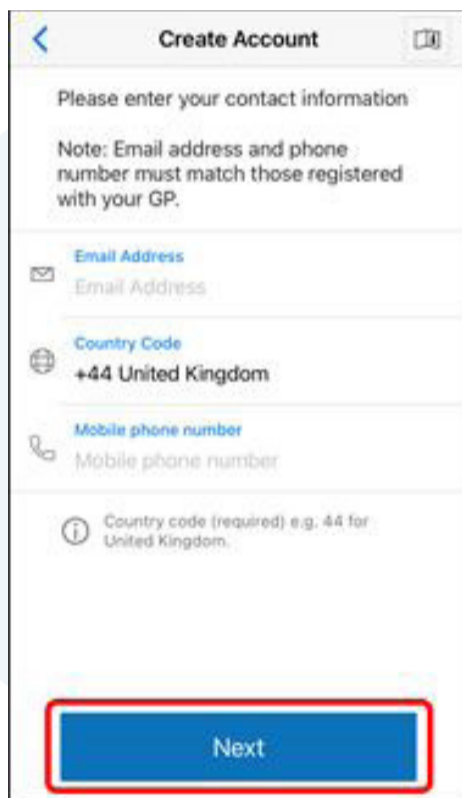 Create Account
Please enter your contact information
Note: Email address and phone
number must match those registered
with your GP.
Email Address
Email Address
Country Code
+44 United Kingdom
Mobile phone number
Mobile phone number
Country code (required) e.g. 44 for
United Kingdom.
Next